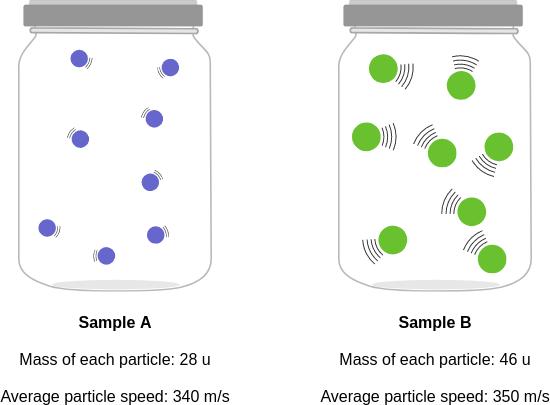 Sample A
Mass of each particle: 28 u
Average particle speed: 340 m/s
Sample B
Mass of each particle: 46 u
Average particle speed: 350 m/s